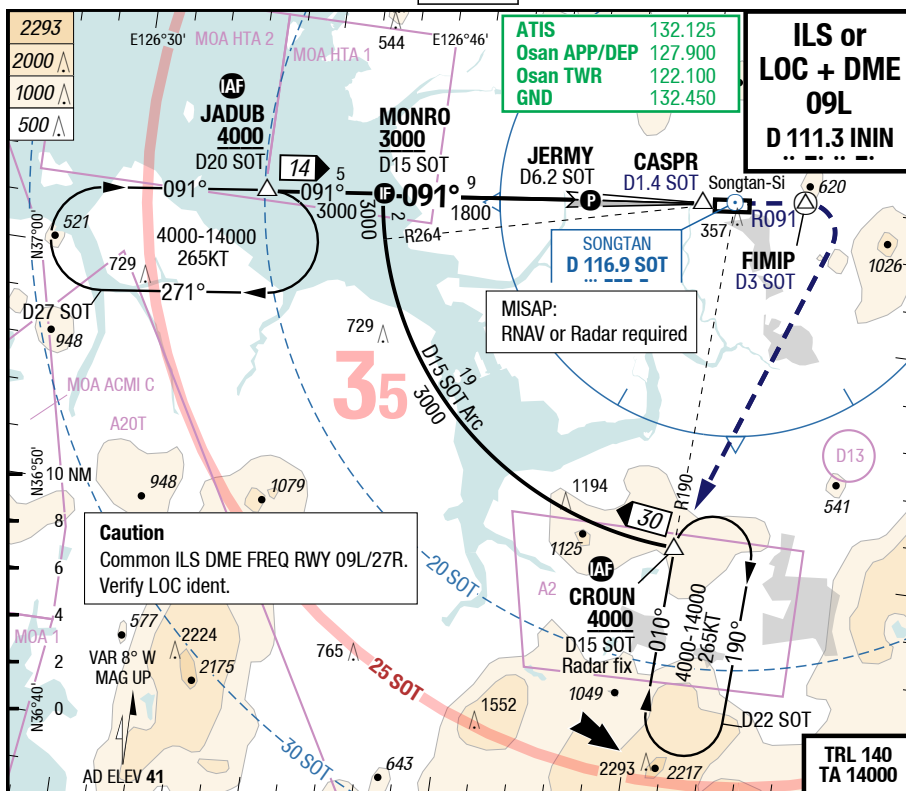 2293
2000
1000
500
E126°30'
MOA HTA 2
MOA HTA 1
544
E126°46'
ATIS 132.125
Osan APP/DEP 127.900
Osan TWR 122.100
GND 132.450
ILS or
LOC + DME
09L
D 111.3 ININ
IAF
JADUB
4000
D20 SOT
MONRO
3000
D15 SOT
JERMY
D6.2 SOT
CASPR
D1.4 SOT
Songtan-Si
620
14
5
091°
091°
3000
IF
091°
9
1800
P
357
R091
FIMIP
D3 SOT
1026
3000
2
R264
SONGTAN
D 116.9 SOT
N37°00'
521
4000-14000
265KT
729
271°
D27 SOT
948
MISAP:
RNAV or Radar required
729
35
D15 SOT Arc
19
3000
MOA ACMI C
A20T
N36°50'
10 NM
8
6
4
2
0
948
1079
D13
541
1194
R190
30
1125
Caution
Common ILS DME FREQ RWY 09L/27R.
Verify LOC ident.
20 SOT
IAF
CROUN
4000
D15 SOT
Radar fix
A2
010°
4000-14000
265KT
190°
MOA 1
577
2224
2175
VAR 8° W
MAG UP
765
25 SOT
1049
1552
D22 SOT
N36°40'
30 SOT
643
2293
2217
AD ELEV 41
TRL 140
TA 14000